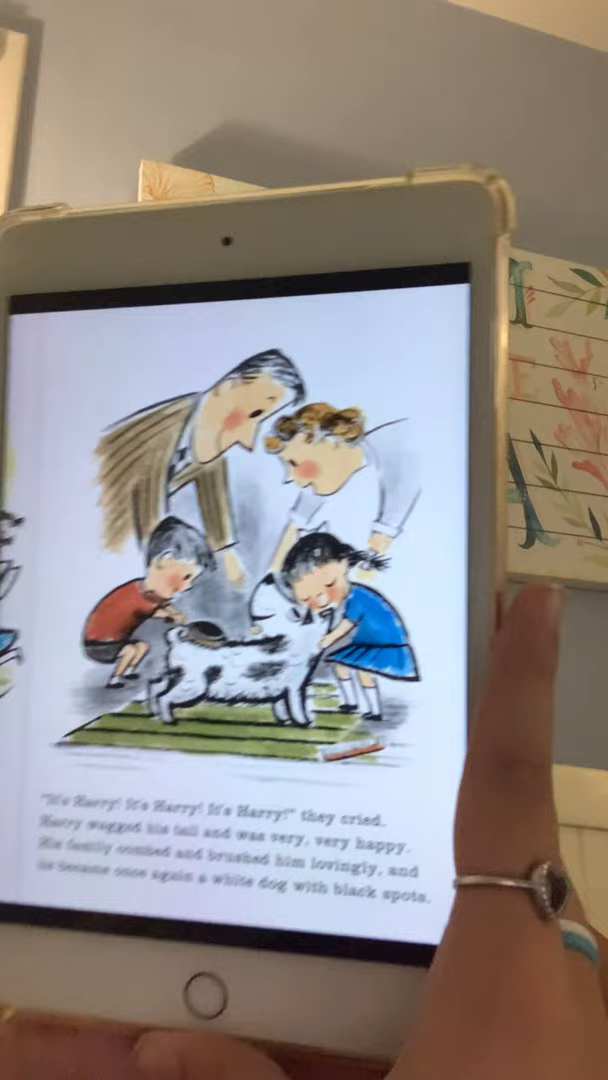 "It's Harry! It's Harry! It's Harry!" they cried.
Harry wagged his tail and was very, very happy.
His family combed and brushed him lovingly, and
he became once again a white dog with black spots.
E